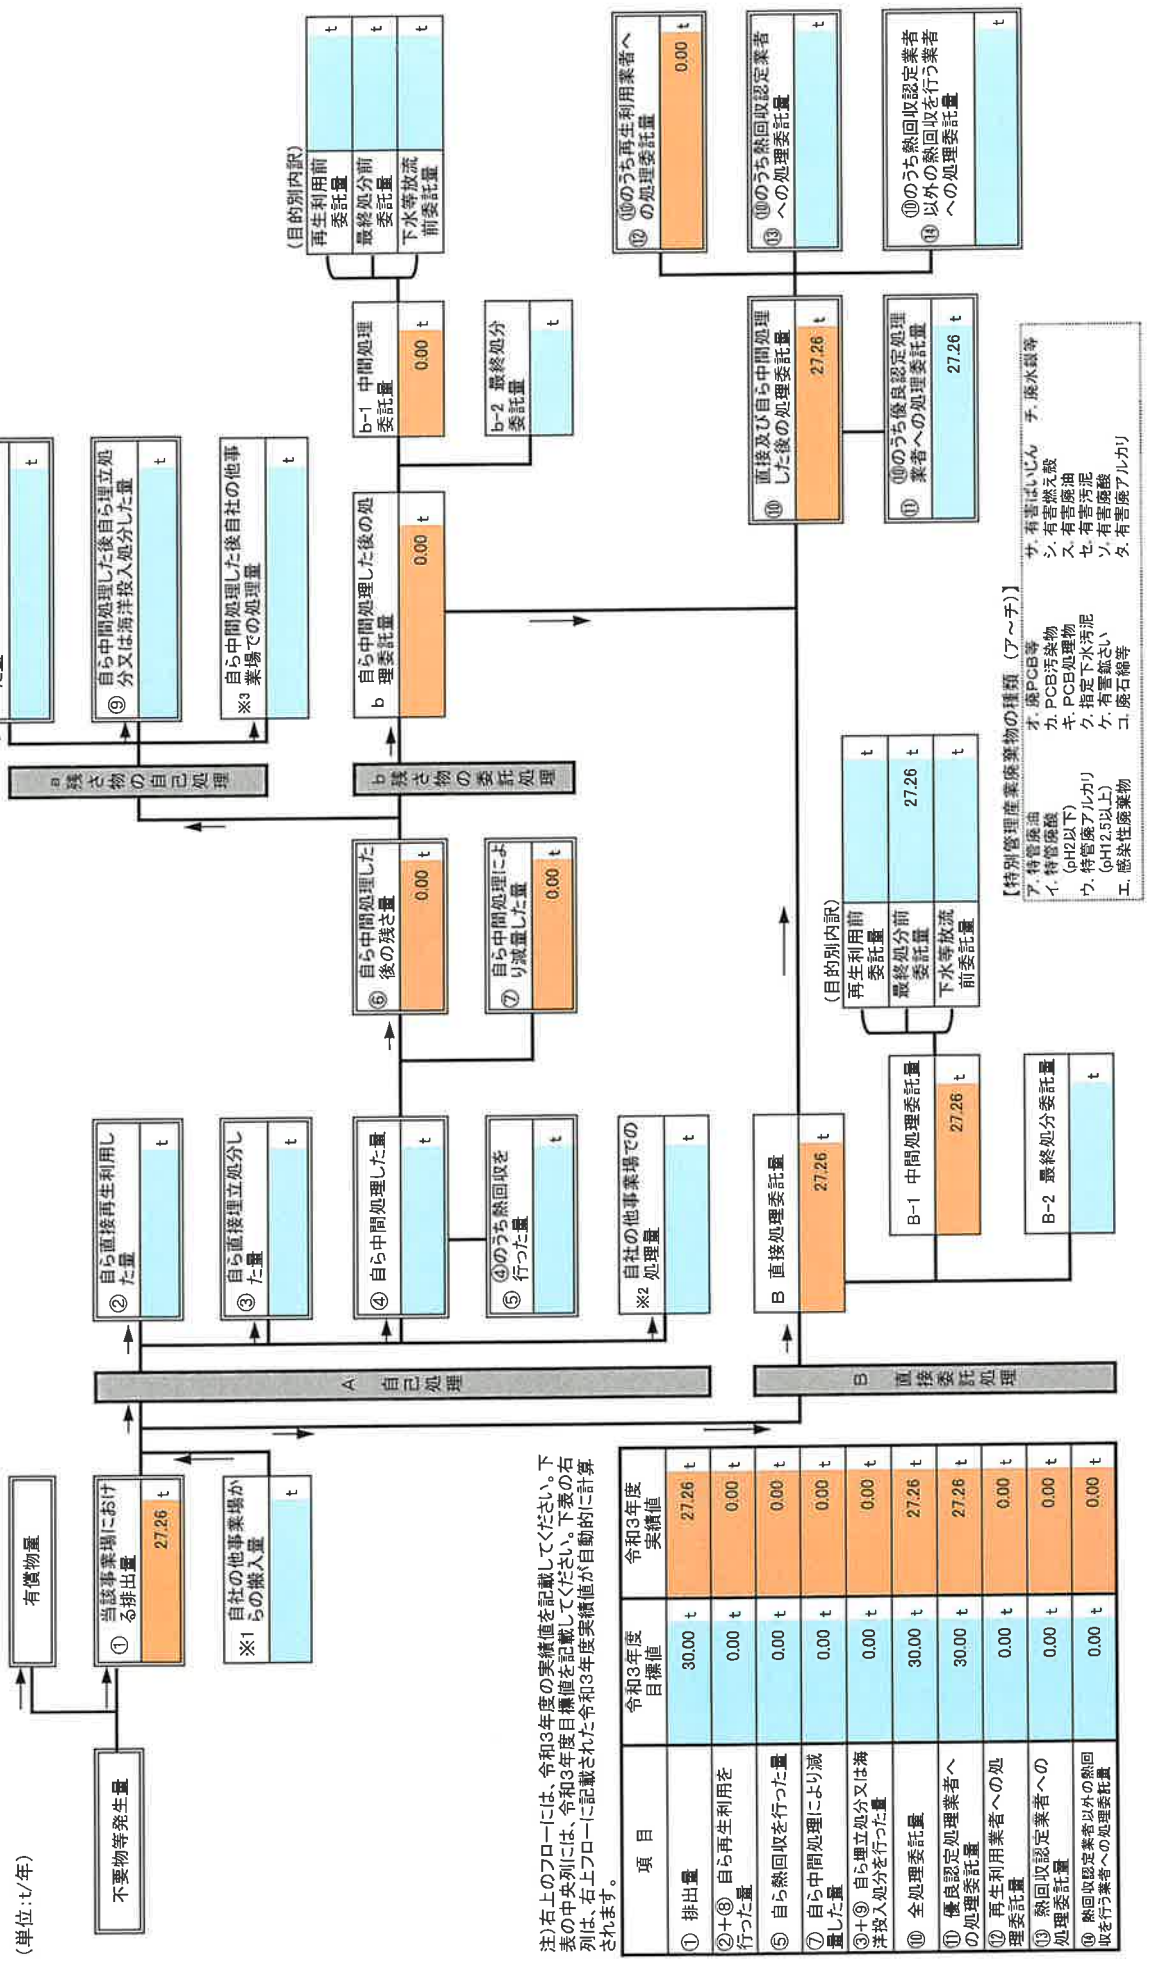 (単位:t/年)
不要物等発生量
有償物量
① 当該事業場におけ
る排出量
27.26 t
※1 自社の他事業場か
らの搬入量
t
A 自己処理
② 自ら直接再生利用し
た量
t
③ 自ら直接埋立処分し
た量
t
④ 自ら中間処理した量
t
⑤ ④のうち熱回収を
行った量
t
※2 自社の他事業場での
処理量
t
⑥ 自ら中間処理した
後の残さ量
0.00 t
⑦ 自ら中間処理によ
り減量した量
0.00 t
a 残さ物の自己処理
t
⑨ 自ら中間処理した後自ら埋立処
分又は海洋投入処分した量
t
※3 自ら中間処理した後自社の他事
業場での処理量
t
b 残さ物の委託処理
b 自ら中間処理した後の処
理委託量
0.00 t
b-1 中間処理
委託量
0.00 t
b-2 最終処分
委託量
t
(目的別内訳)
再生利用前
委託量
t
最終処分前
委託量
t
下水等放流
前委託量
t
B 直接委託処理
B 直接処理委託量
27.26 t
B-1 中間処理委託量
27.26 t
B-2 最終処分委託量
t
(目的別内訳)
再生利用前
委託量
t
最終処分前
委託量
27.26 t
下水等放流
前委託量
t
⑩ 直接及び自ら中間処理
した後の処理委託量
27.26 t
⑪ ⑩のうち優良認定処理
業者への処理委託量
27.26 t
⑫ ⑩のうち再生利用業者へ
の処理委託量
0.00 t
⑬ ⑩のうち熱回収認定業者
への処理委託量
t
⑭ ⑩のうち熱回収認定業者
以外の熱回収を行う業者
への処理委託量
t
注)右上のフローには、令和3年度の実績値を記載してください。下
表の中央列には、令和3年度目標値を記載してください。下表の右
列は、右上フローに記載された令和3年度実績値が自動的に計算
されます。
項 目 令和3年度 目標値 令和3年度 実績値
① 排出量 30.00 t 27.26 t
②+⑧ 自ら再生利用を
行った量 0.00 t 0.00 t
⑤ 自ら熱回収を行った量 0.00 t 0.00 t
⑦ 自ら中間処理により減
量した量 0.00 t 0.00 t
③+⑨ 自ら埋立処分又は海
洋投入処分を行った量 0.00 t 0.00 t
⑩ 全処理委託量 30.00 t 27.26 t
⑪ 優良認定処理業者へ
の処理委託量 30.00 t 27.26 t
⑫ 再生利用業者への処
理委託量 0.00 t 0.00 t
⑬ 熱回収認定業者への
処理委託量 0.00 t 0.00 t
⑭ 熱回収認定業者以外の熱回
収を行う業者への処理委託量 0.00 t 0.00 t
【特別管理産業廃棄物の種類 (ア～チ)】
ア. 特管廃油
イ. 特管廃酸
(pH2以下)
ウ. 特管廃アルカリ
(pH12.5以上)
エ. 感染性廃棄物
オ. 廃PCB等
カ. PCB汚染物
キ. PCB処理物
ク. 指定下水汚泥
ケ. 有害鉱さい
コ. 廃石綿等
サ. 有害ばいじん
シ. 有害燃え殻
ス. 有害廃油
セ. 有害汚泥
ソ. 有害廃酸
タ. 有害廃アルカリ
チ. 廃水銀等